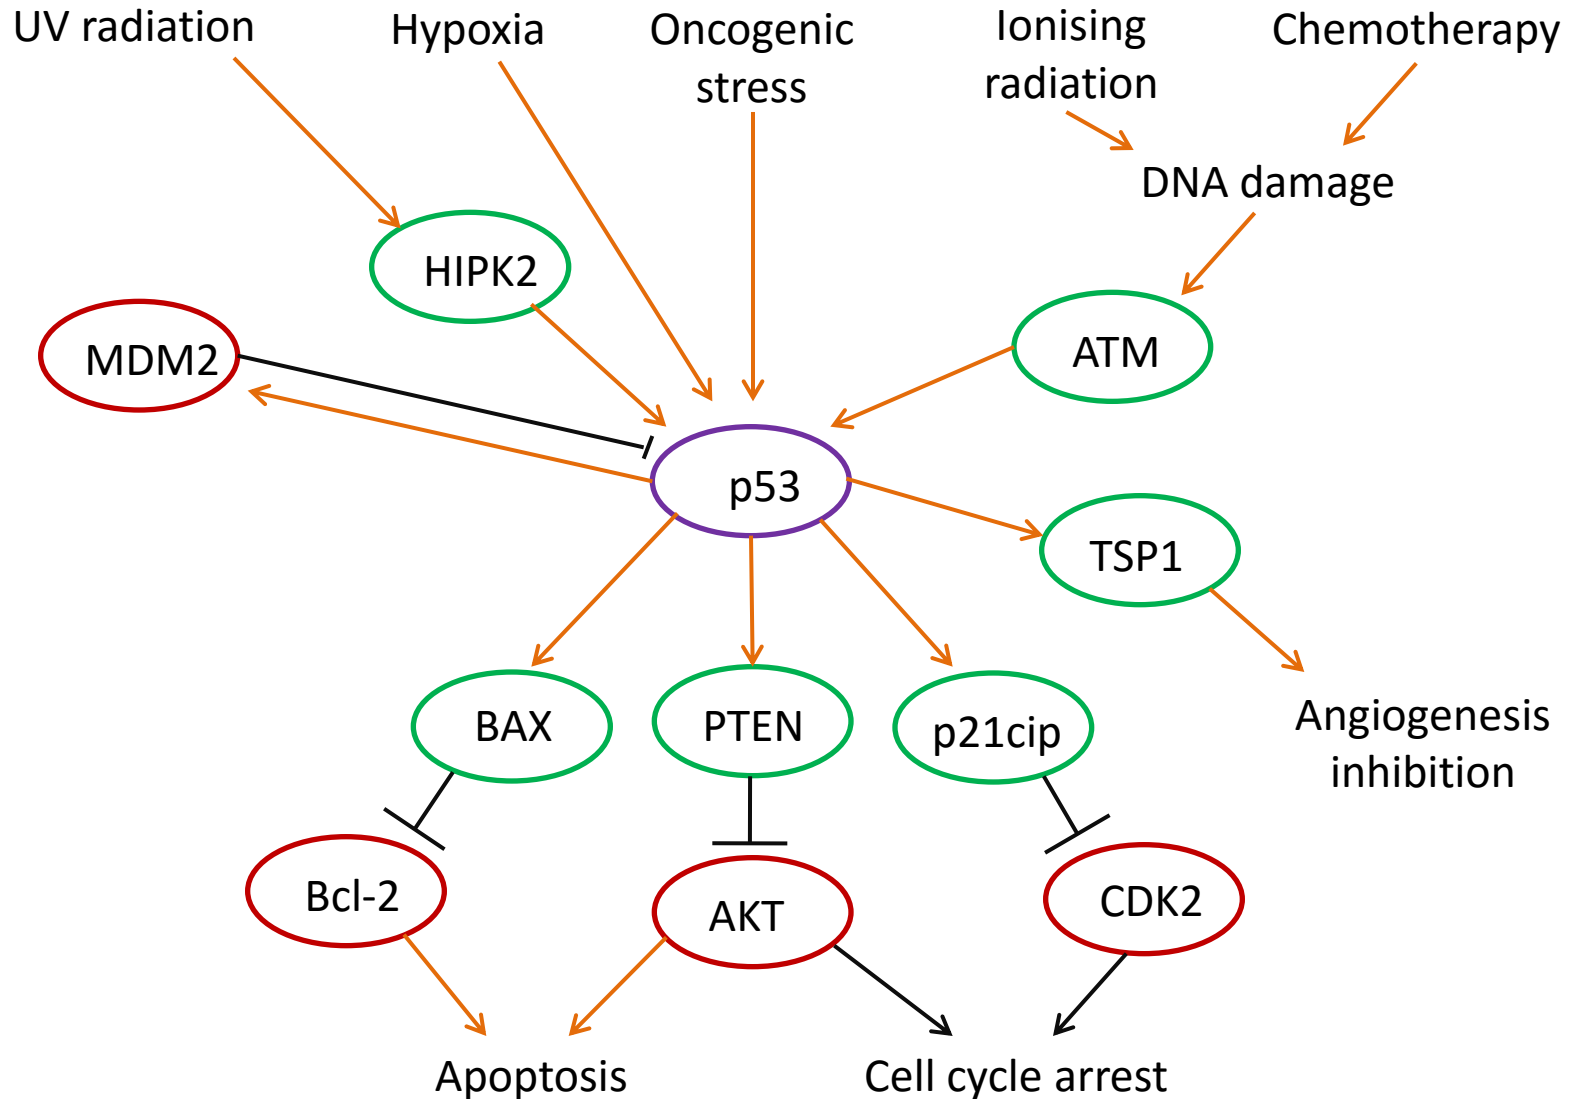 UV radiation
Hypoxia
Oncogenic
stress
Ionising
radiation
Chemotherapy
DNA damage
HIPK2
MDM2
ATM
p53
TSP1
BAX
PTEN
p21cip
Angiogenesis
inhibition
Bcl-2
AKT
CDK2
Apoptosis
Cell cycle arrest